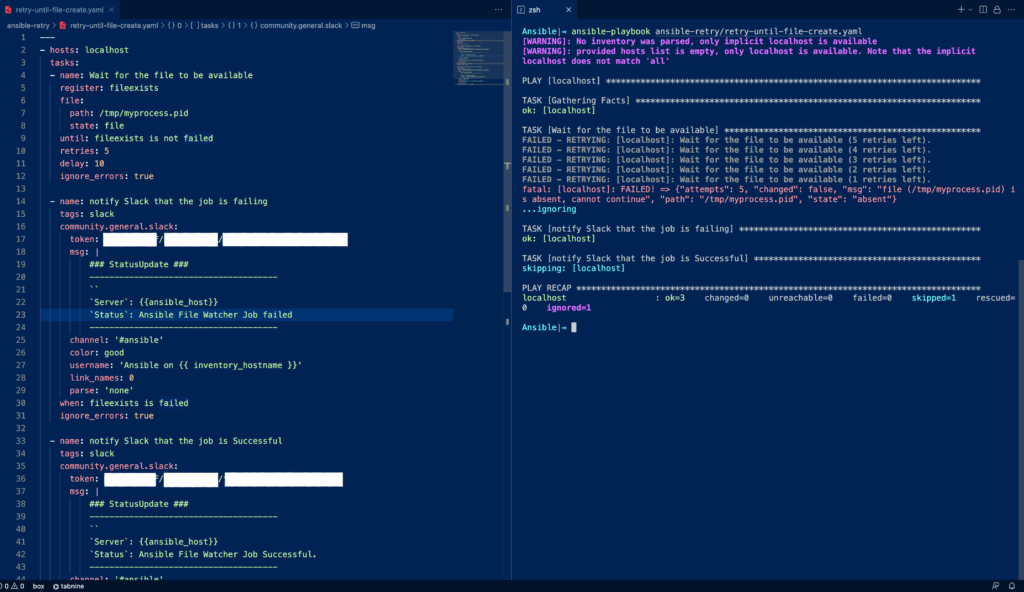 retry-until-file-create.yaml ×
ansible-retry > retry-until-file-create.yaml > {} 0 > [ ] tasks > {} 1 > {} community.general.slack > msg
1 ---
2 - hosts: localhost
3 tasks:
4 - name: Wait for the file to be available
5 register: fileexists
6 file:
7 path: /tmp/myprocess.pid
8 state: file
9 until: fileexists is not failed
10 retries: 5
11 delay: 10
12 ignore_errors: true
13
14 - name: notify Slack that the job is failing
15 tags: slack
16 community.general.slack:
17 token: / /
18 msg: |
19 ### StatusUpdate ###
20 --------------------------------------
21 ``
22 `Server`: {{ansible_host}}
23 `Status`: Ansible File Watcher Job failed
24 --------------------------------------
25 channel: '#ansible'
26 color: good
27 username: 'Ansible on {{ inventory_hostname }}'
28 link_names: 0
29 parse: 'none'
30 when: fileexists is failed
31 ignore_errors: true
32
33 - name: notify Slack that the job is Successful
34 tags: slack
35 community.general.slack:
36 token: / /
37 msg: |
38 ### StatusUpdate ###
39 --------------------------------------
40 ``
41 `Server`: {{ansible_host}}
42 `Status`: Ansible File Watcher Job Successful.
43 --------------------------------------
44 channel: '#ansible'
0 0 box tabnine
zsh ×
Ansible|⇒ ansible-playbook ansible-retry/retry-until-file-create.yaml
[WARNING]: No inventory was parsed, only implicit localhost is available
[WARNING]: provided hosts list is empty, only localhost is available. Note that the implicit
localhost does not match 'all'
PLAY [localhost] ****************************************************************************
TASK [Gathering Facts] **********************************************************************
ok: [localhost]
TASK [Wait for the file to be available] ****************************************************
FAILED - RETRYING: [localhost]: Wait for the file to be available (5 retries left).
FAILED - RETRYING: [localhost]: Wait for the file to be available (4 retries left).
FAILED - RETRYING: [localhost]: Wait for the file to be available (3 retries left).
FAILED - RETRYING: [localhost]: Wait for the file to be available (2 retries left).
FAILED - RETRYING: [localhost]: Wait for the file to be available (1 retries left).
fatal: [localhost]: FAILED! => {"attempts": 5, "changed": false, "msg": "file (/tmp/myprocess.pid) i
s absent, cannot continue", "path": "/tmp/myprocess.pid", "state": "absent"}
...ignoring
TASK [notify Slack that the job is failing] *************************************************
ok: [localhost]
TASK [notify Slack that the job is Successful] **********************************************
skipping: [localhost]
PLAY RECAP **********************************************************************************
localhost : ok=3 changed=0 unreachable=0 failed=0 skipped=1 rescued=
0 ignored=1
Ansible|⇒